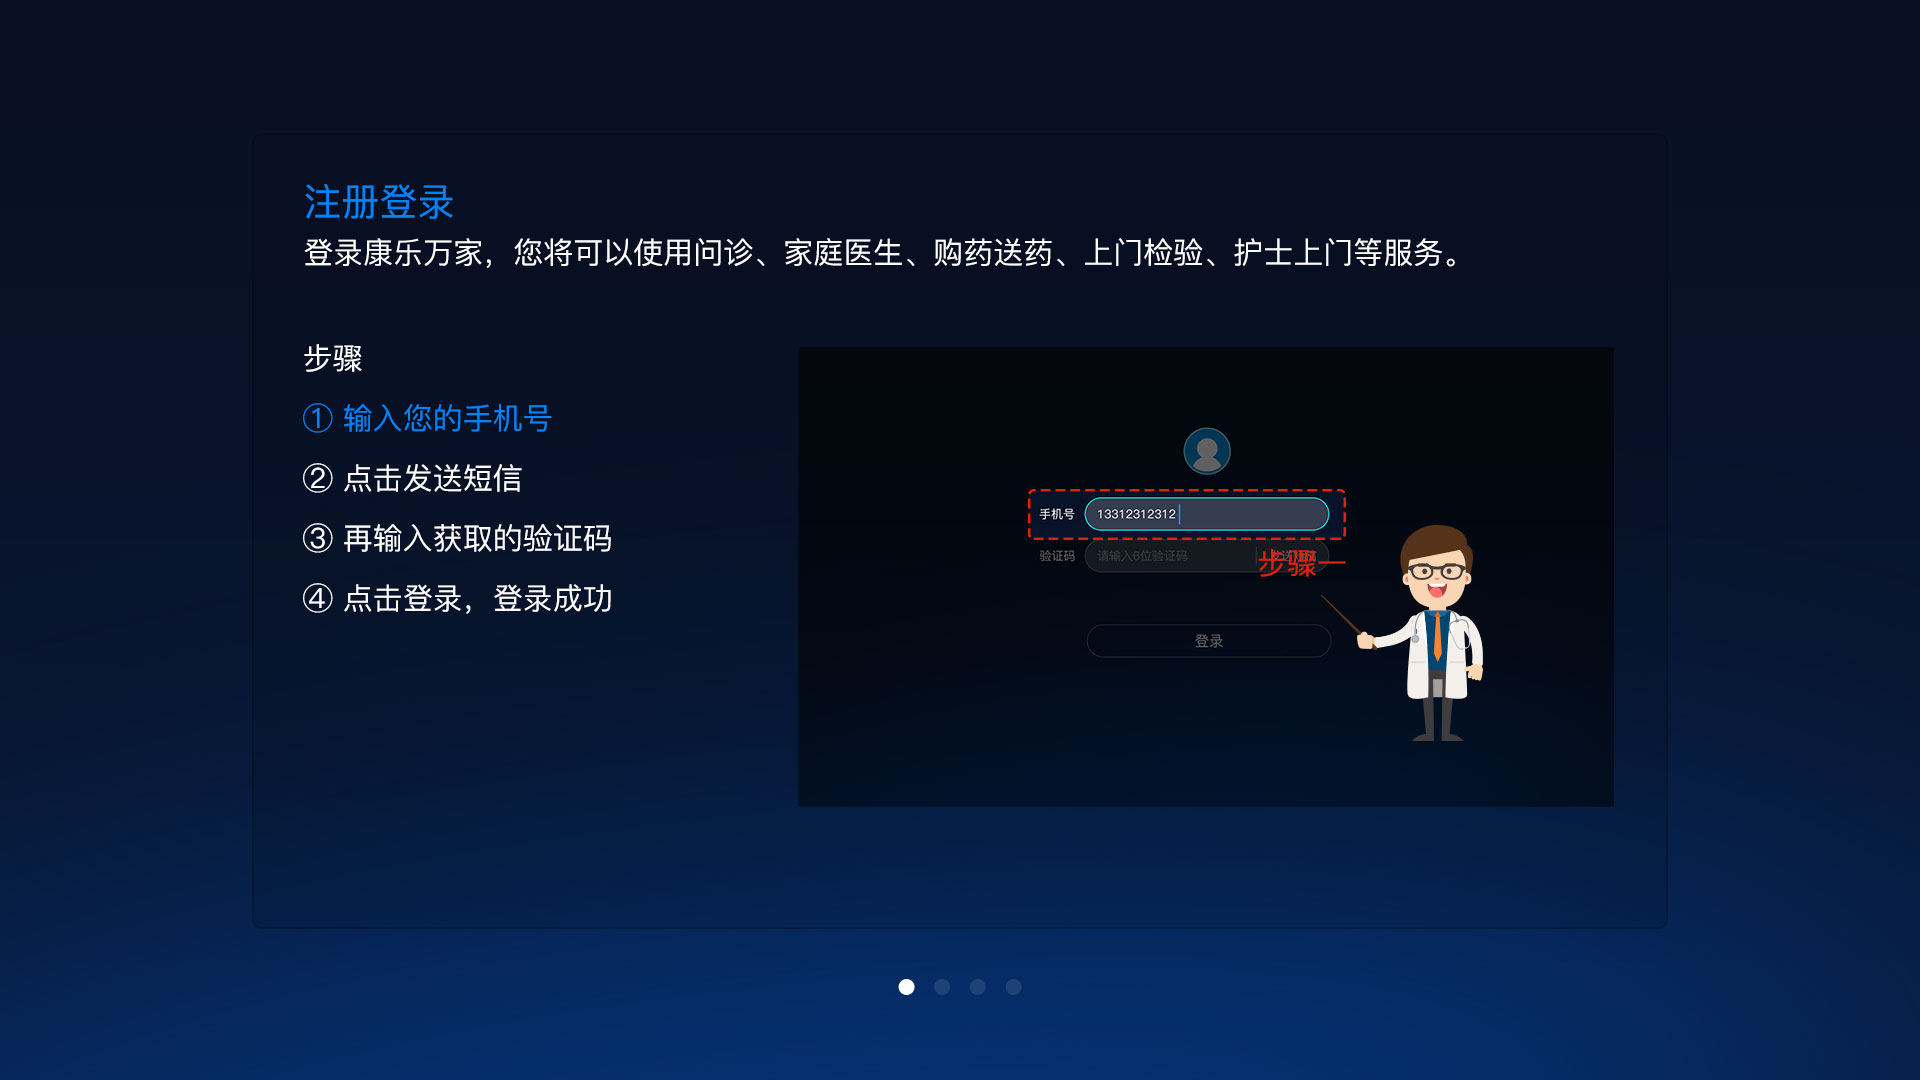 注册登录
登录康乐万家，您将可以使用问诊、家庭医生、购药送药、上门检验、护士上门等服务。
步骤
① 输入您的手机号
② 点击发送短信
③ 再输入获取的验证码
④ 点击登录，登录成功
手机号 13312312312
验证码 请输入6位验证码
步骤一
登录